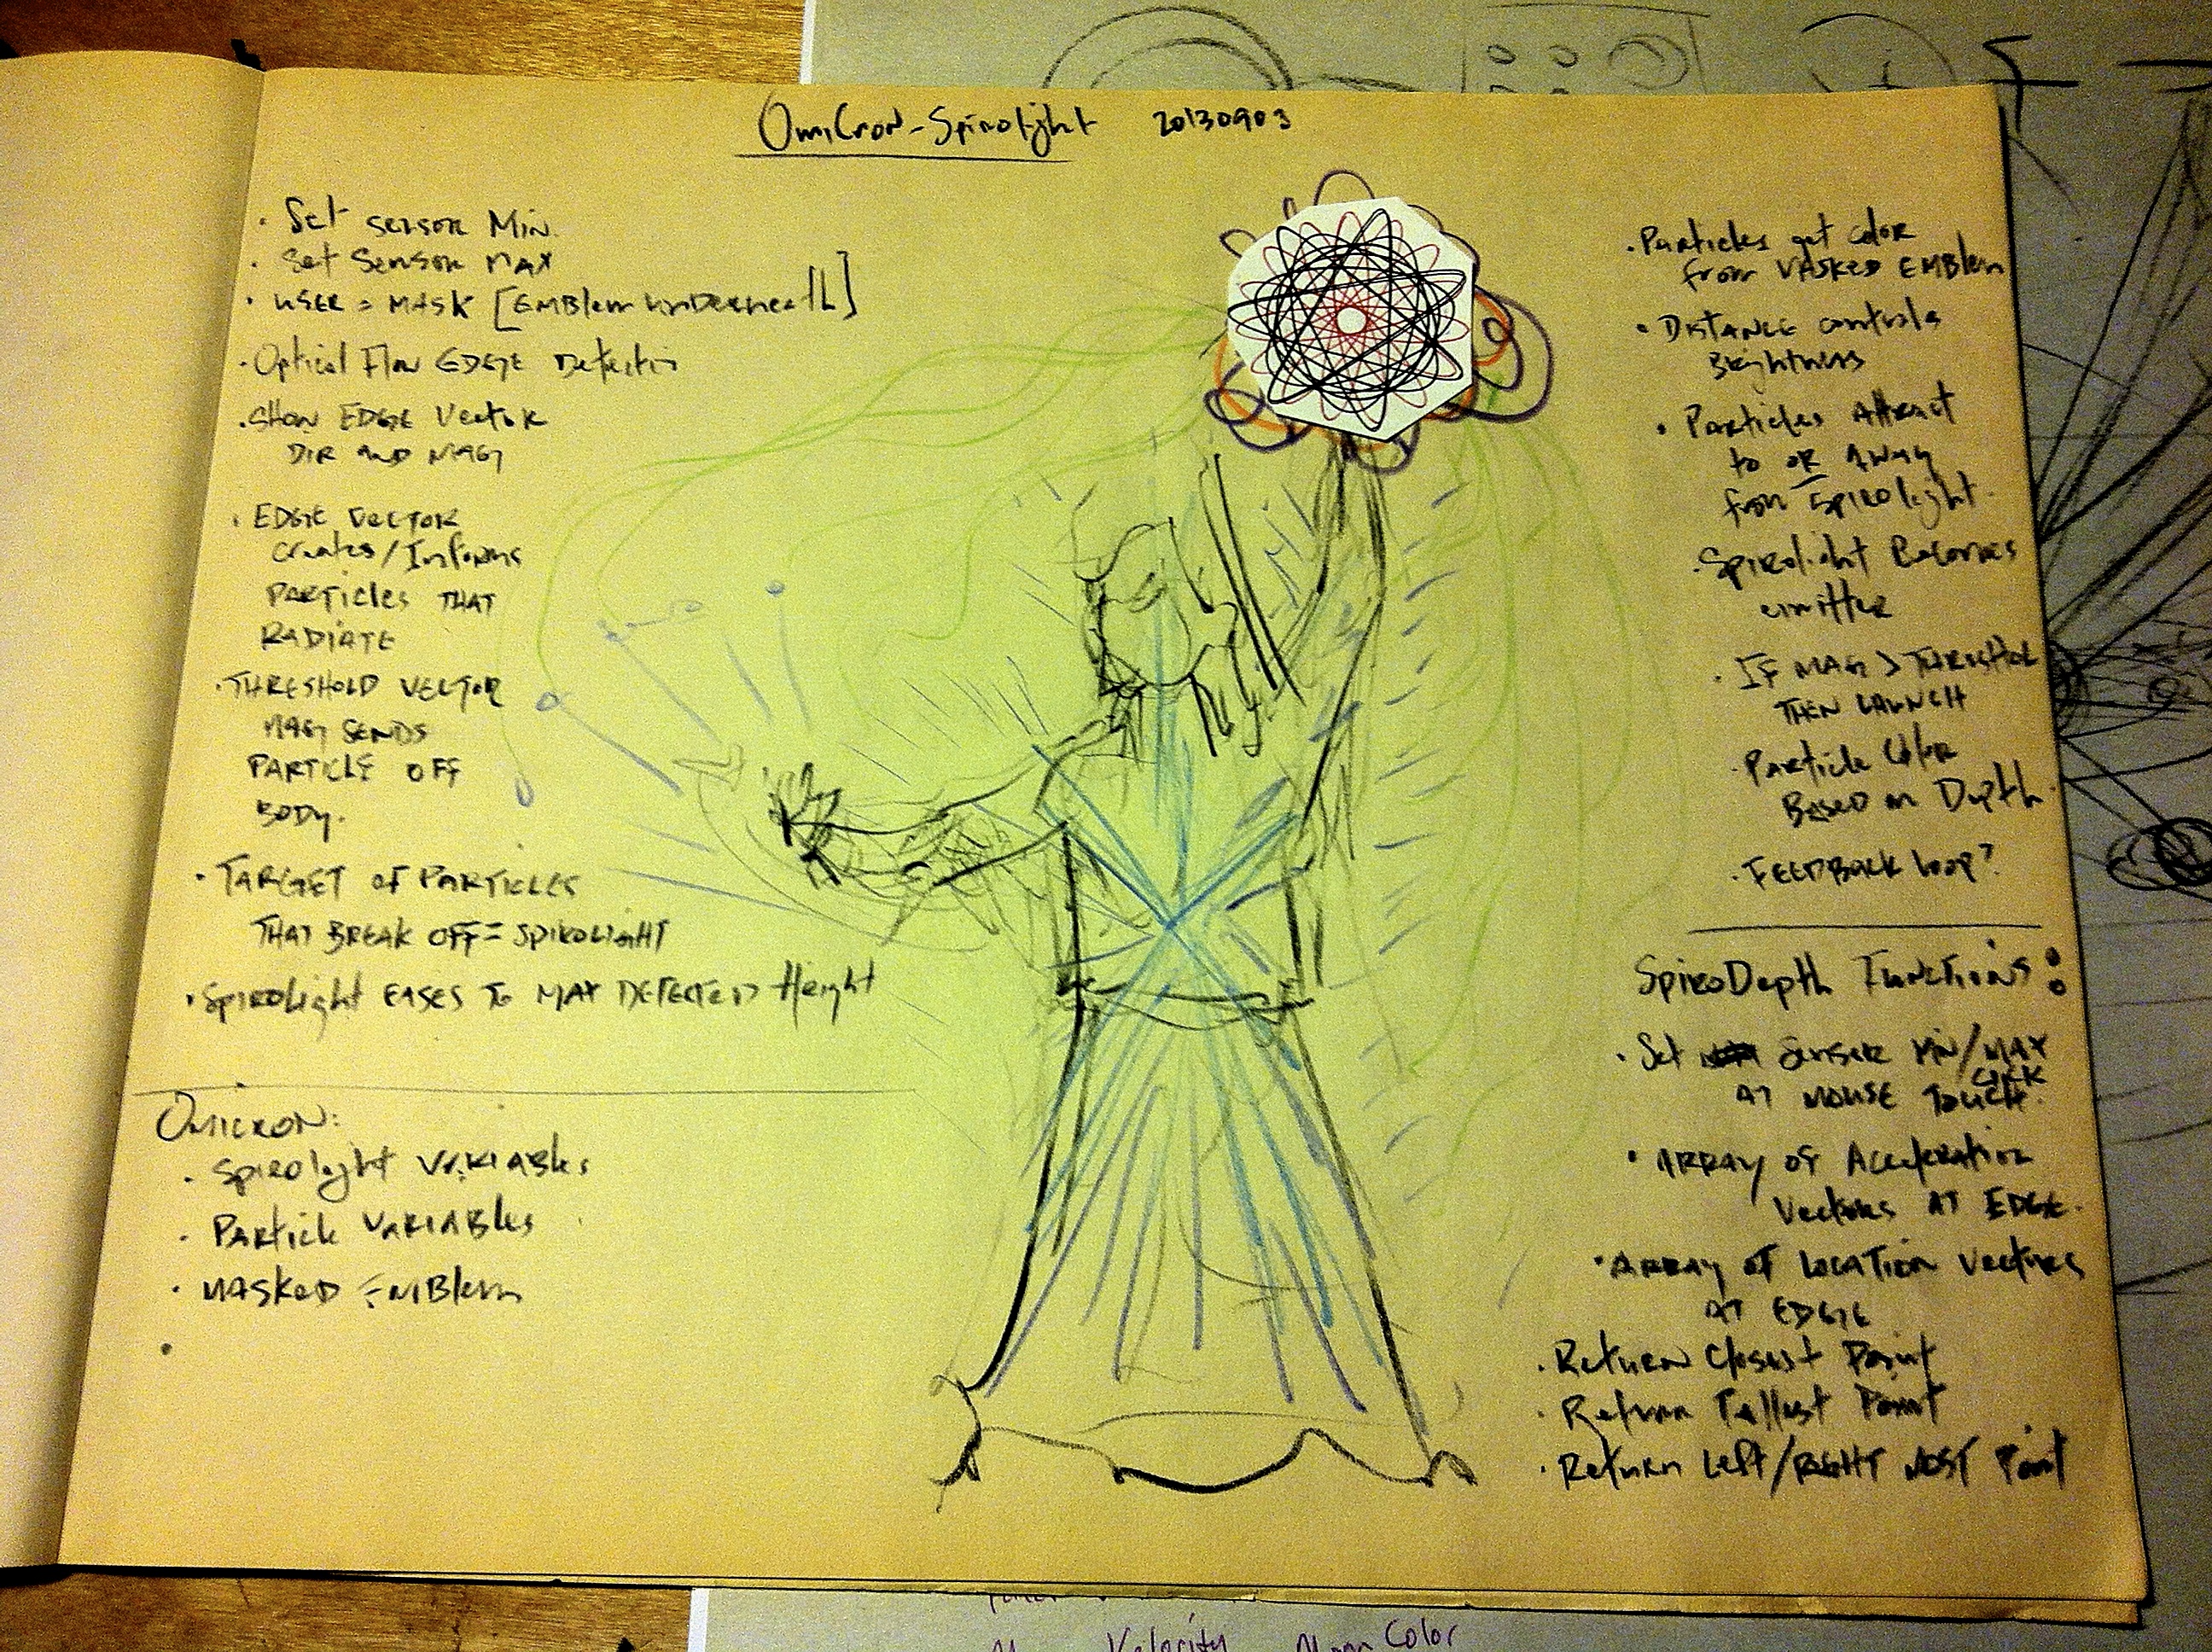 OmiCron-Spirolight 20130903
· Set sensor Min.
· Set Sensor MAX
· USER = MASK [EMBlem underneath]
· Optical Flow EDGE Detection
· SHOW EDGE Vector
DIR AND MAG
· EDGE VECTOR
Creates/Informs
PARTICLES THAT
RADIATE
· THRESHOLD VECTOR
MAG SENDS
PARTICLE OFF
BODY.
· TARGET OF PARTICLES
THAT BREAK OFF = SPIROLIGHT
· SPIROLight EASES TO MAX DETECTED Height
OMICRON:
· Spirolight VARIABles
· Particle VARIABles
· MASKED EMBlem
·
· Particles get color
from MASKED EMBlem
· DISTANCE controls
Brightness
· Particles Attract
to OR AWAY
from Spirolight.
· Spirolight Becomes
emitter
· IF MAG > THRESHOL
THEN LAUNCH
· Particle Color
BASED on Depth.
· FEEDBACK loop?
SpiroDepth Functions:
· Set sensor MIN/MAX
AT MOUSE CLICK
TOUCH.
· ARRAY OF Acceleration
Vectors AT EDGE.
· ARRAY OF LOCATION Vectors
AT EDGE
· Return Closest Point
· Return Tallest Point
· Return Left/RIGHT MOST Point
Velocity
Color